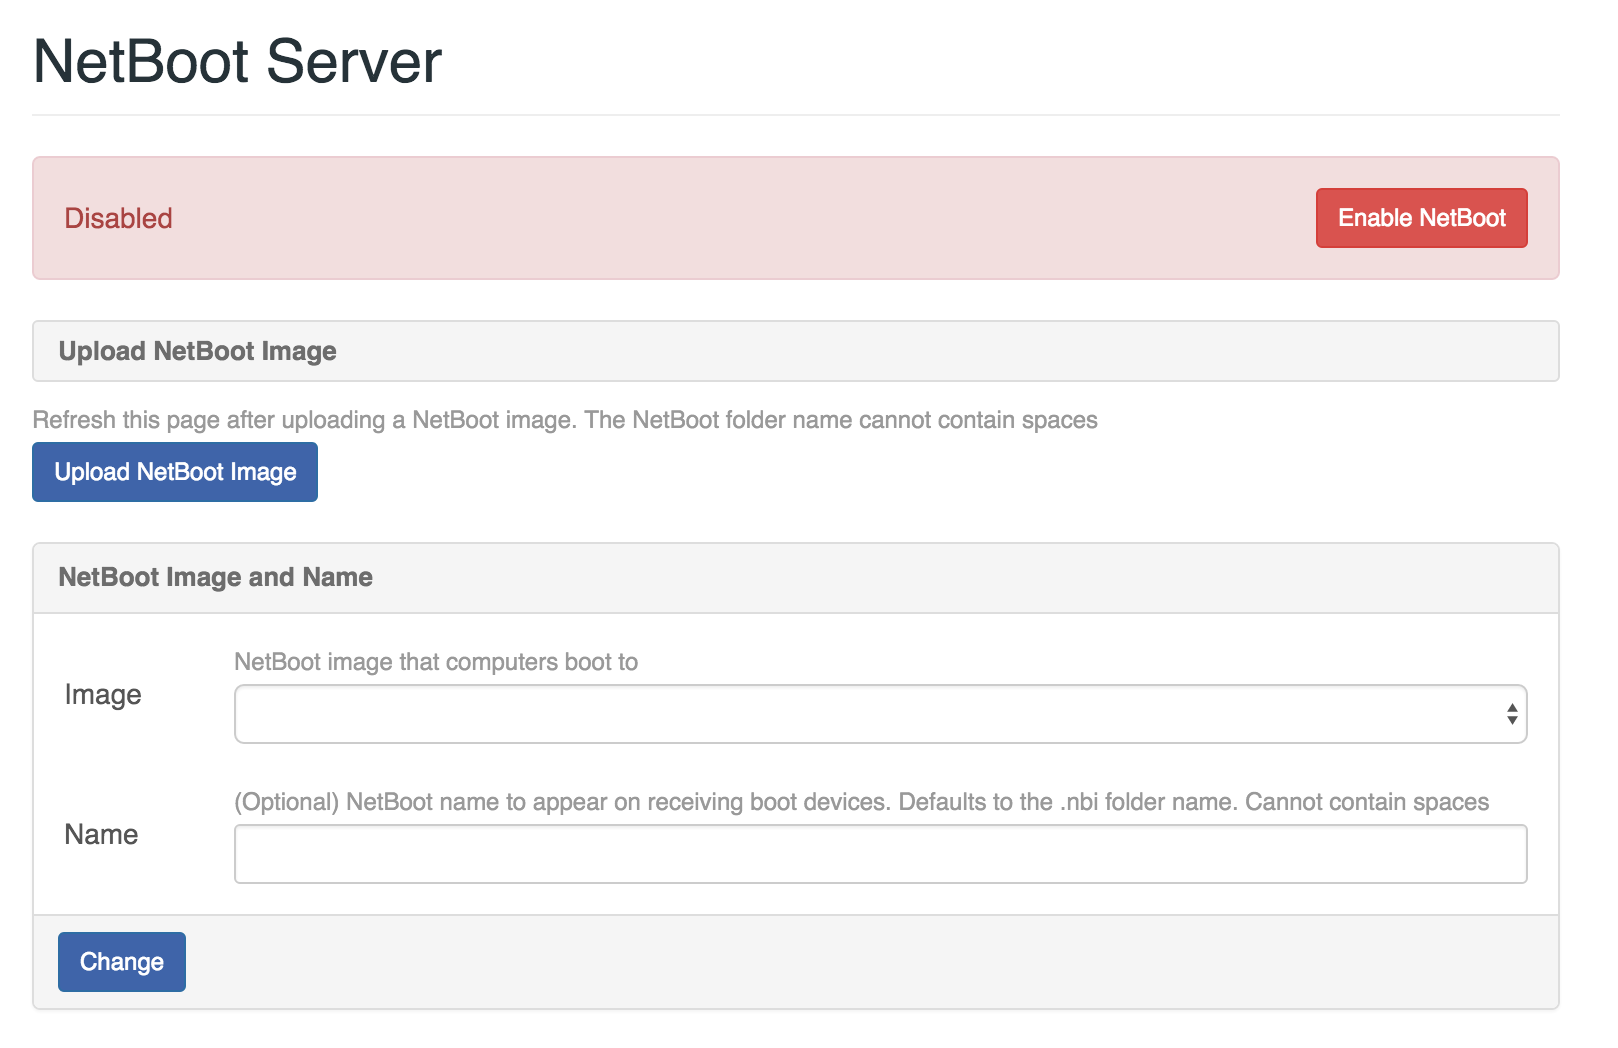 NetBoot Server
Disabled
Enable NetBoot
Upload NetBoot Image
Refresh this page after uploading a NetBoot image. The NetBoot folder name cannot contain spaces
Upload NetBoot Image
NetBoot Image and Name
NetBoot image that computers boot to
Image
(Optional) NetBoot name to appear on receiving boot devices. Defaults to the .nbi folder name. Cannot contain spaces
Name
Change